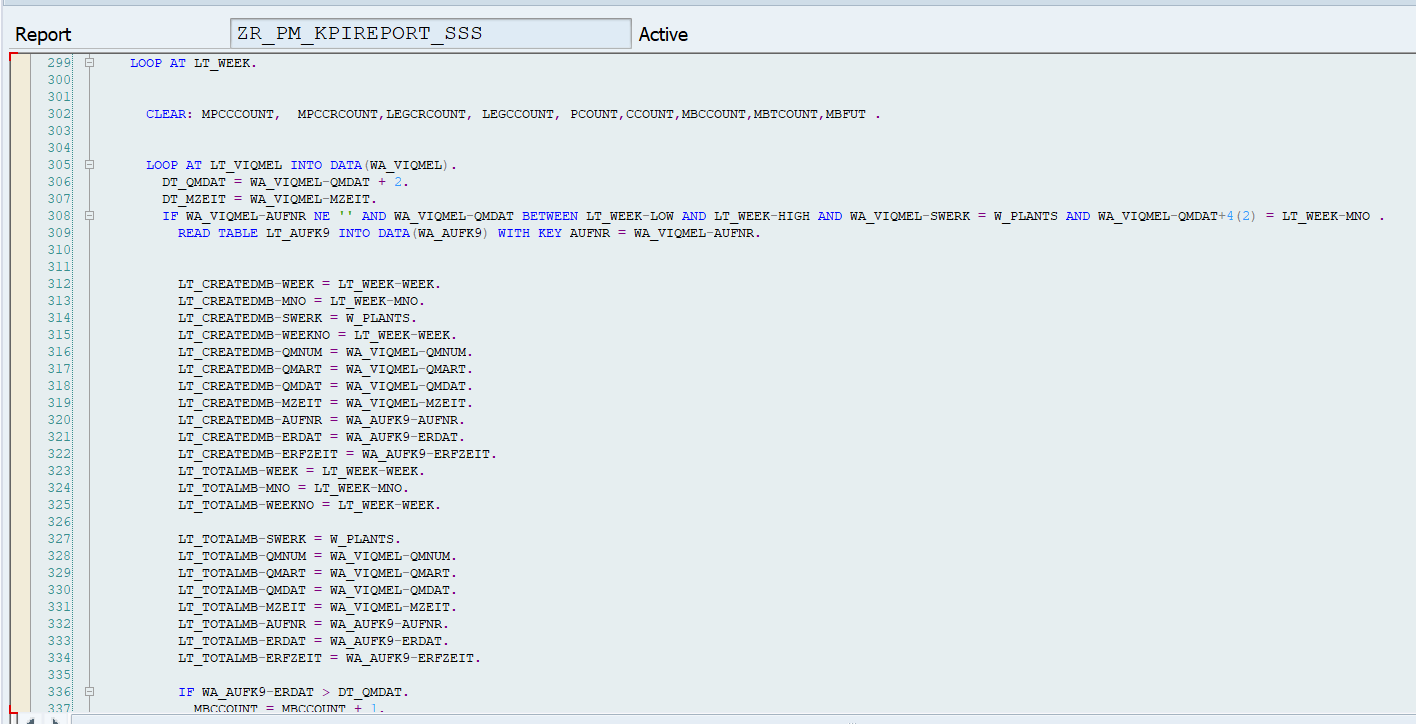 Report ZR_PM_KPIREPORT_SSS Active
299 LOOP AT LT_WEEK.
300
301
302 CLEAR: MPCCCOUNT, MPCCRCOUNT,LEGCRCOUNT, LEGCCOUNT, PCOUNT,CCOUNT,MBCCOUNT,MBTCOUNT,MBFUT .
303
304
305 LOOP AT LT_VIQMEL INTO DATA(WA_VIQMEL).
306 DT_QMDAT = WA_VIQMEL-QMDAT + 2.
307 DT_MZEIT = WA_VIQMEL-MZEIT.
308 IF WA_VIQMEL-AUFNR NE '' AND WA_VIQMEL-QMDAT BETWEEN LT_WEEK-LOW AND LT_WEEK-HIGH AND WA_VIQMEL-SWERK = W_PLANTS AND WA_VIQMEL-QMDAT+4(2) = LT_WEEK-MNO .
309 READ TABLE LT_AUFK9 INTO DATA(WA_AUFK9) WITH KEY AUFNR = WA_VIQMEL-AUFNR.
310
311
312 LT_CREATEDMB-WEEK = LT_WEEK-WEEK.
313 LT_CREATEDMB-MNO = LT_WEEK-MNO.
314 LT_CREATEDMB-SWERK = W_PLANTS.
315 LT_CREATEDMB-WEEKNO = LT_WEEK-WEEK.
316 LT_CREATEDMB-QMNUM = WA_VIQMEL-QMNUM.
317 LT_CREATEDMB-QMART = WA_VIQMEL-QMART.
318 LT_CREATEDMB-QMDAT = WA_VIQMEL-QMDAT.
319 LT_CREATEDMB-MZEIT = WA_VIQMEL-MZEIT.
320 LT_CREATEDMB-AUFNR = WA_AUFK9-AUFNR.
321 LT_CREATEDMB-ERDAT = WA_AUFK9-ERDAT.
322 LT_CREATEDMB-ERFZEIT = WA_AUFK9-ERFZEIT.
323 LT_TOTALMB-WEEK = LT_WEEK-WEEK.
324 LT_TOTALMB-MNO = LT_WEEK-MNO.
325 LT_TOTALMB-WEEKNO = LT_WEEK-WEEK.
326
327 LT_TOTALMB-SWERK = W_PLANTS.
328 LT_TOTALMB-QMNUM = WA_VIQMEL-QMNUM.
329 LT_TOTALMB-QMART = WA_VIQMEL-QMART.
330 LT_TOTALMB-QMDAT = WA_VIQMEL-QMDAT.
331 LT_TOTALMB-MZEIT = WA_VIQMEL-MZEIT.
332 LT_TOTALMB-AUFNR = WA_AUFK9-AUFNR.
333 LT_TOTALMB-ERDAT = WA_AUFK9-ERDAT.
334 LT_TOTALMB-ERFZEIT = WA_AUFK9-ERFZEIT.
335
336 IF WA_AUFK9-ERDAT > DT_QMDAT.
337 MBCCOUNT = MBCCOUNT + 1.